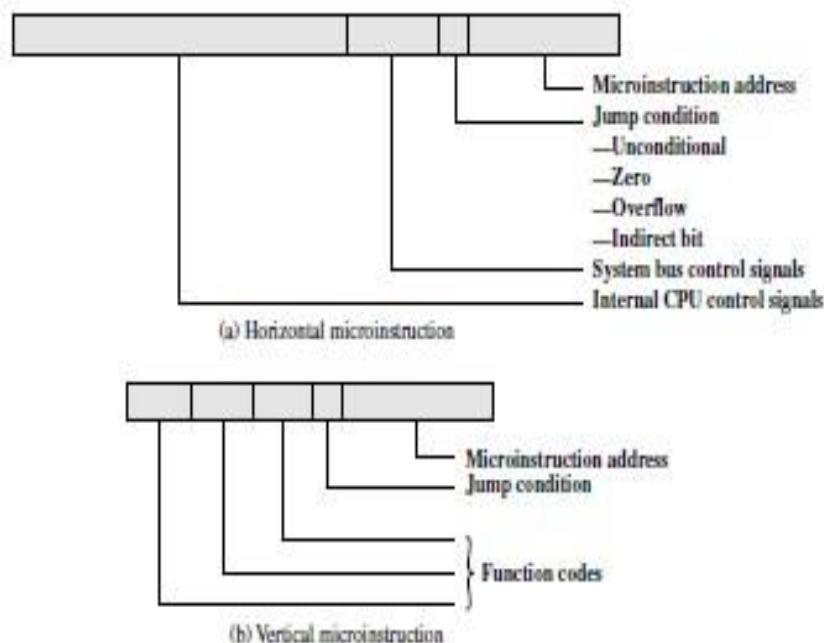 Microinstruction address
Jump condition
—Unconditional
—Zero
—Overflow
—Indirect bit
System bus control signals
Internal CPU control signals
(a) Horizontal microinstruction
Microinstruction address
Jump condition
Function codes
(b) Vertical microinstruction